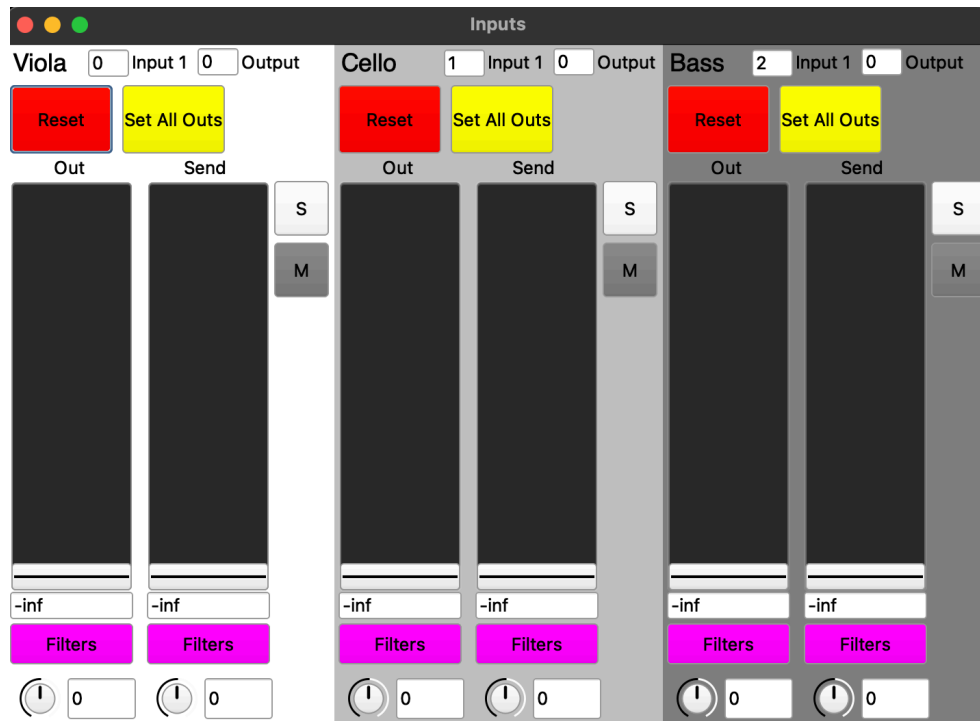 Inputs
Viola 0 Input 1 0 Output Cello 1 Input 1 0 Output Bass 2 Input 1 0 Output
Reset Set All Outs Reset Set All Outs Reset Set All Outs
Out Send Out Send Out Send
S S S
M M M
-inf -inf -inf -inf -inf -inf
Filters Filters Filters Filters Filters Filters
0 0 0 0 0 0